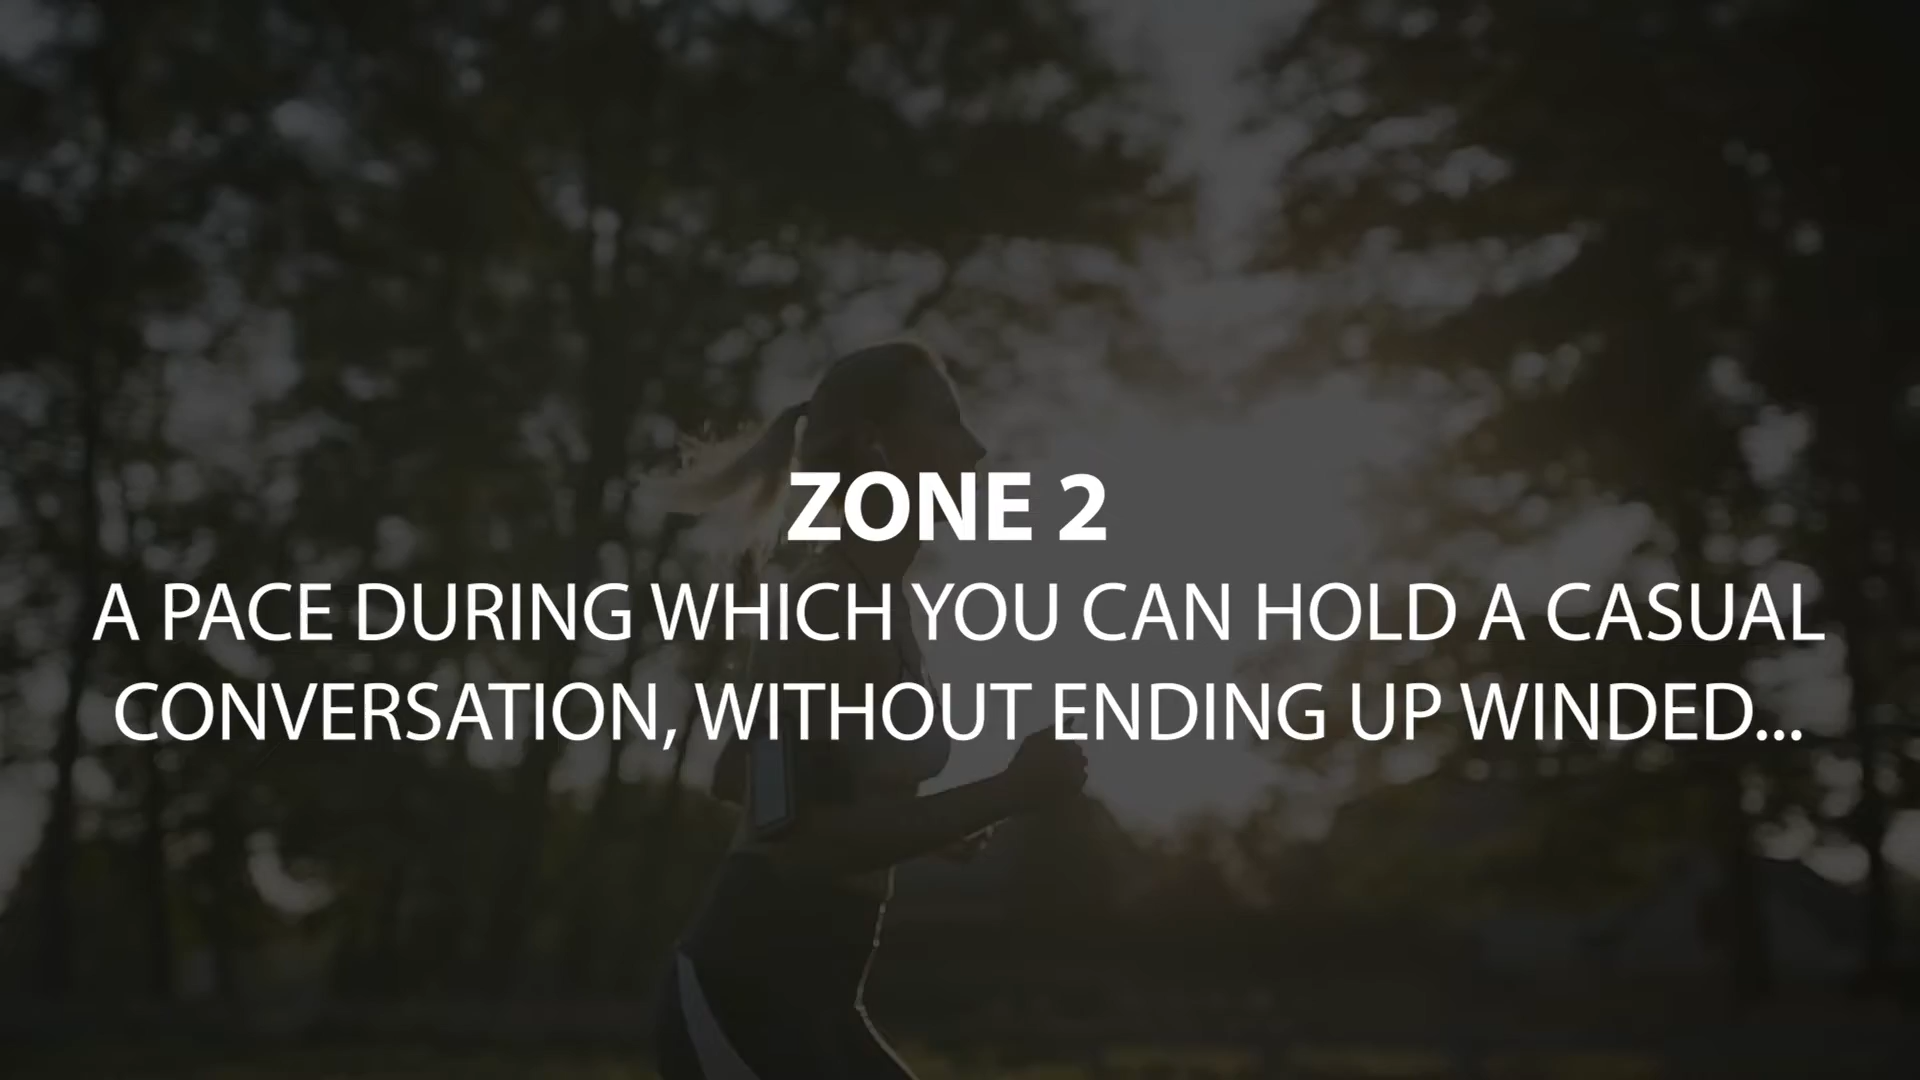 ZONE 2
A PACE DURING WHICH YOU CAN HOLD A CASUAL
CONVERSATION, WITHOUT ENDING UP WINDED...